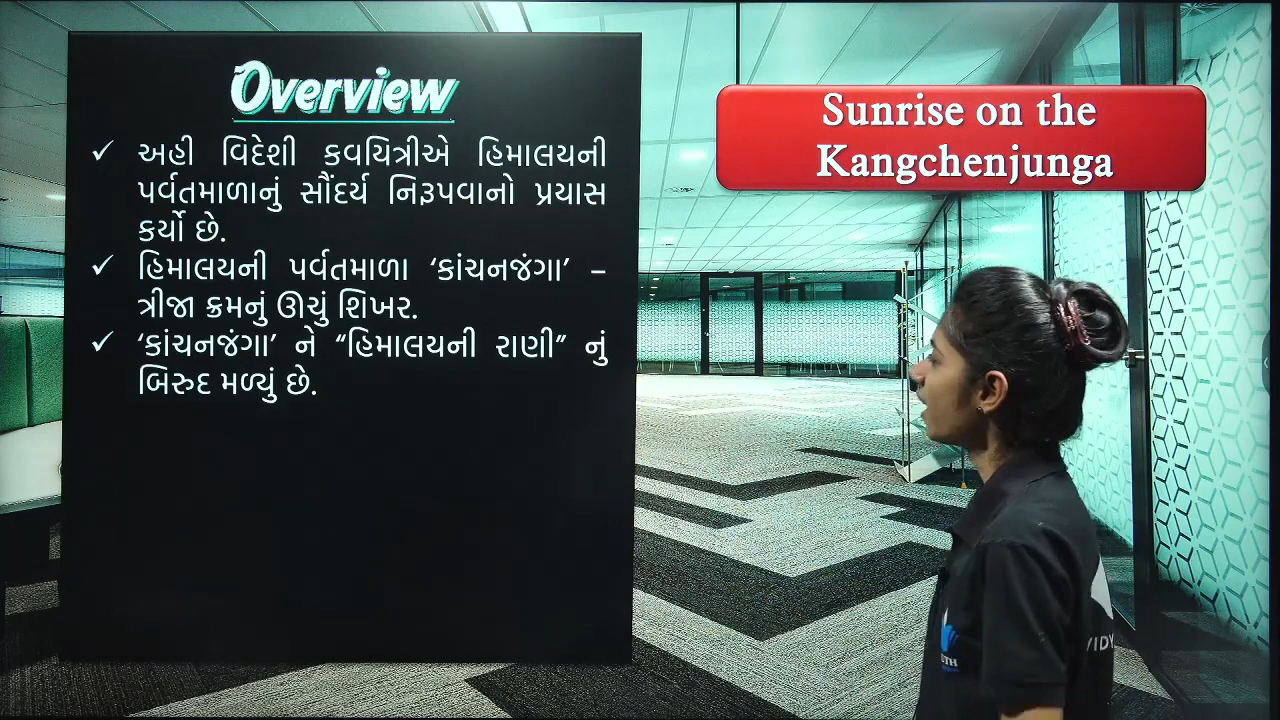 Overview
અહી વિદેશી કવયિત્રીએ હિમાલયની
પર્વતમાળાનું સૌંદર્ય નિરૂપવાનો પ્રયાસ
કર્યો છે.
હિમાલયની પર્વતમાળા ‘કાંચનજંગા’ –
ત્રીજા ક્રમનું ઊચું શિખર.
‘કાંચનજંગા’ ને “હિમાલયની રાણી” નું
બિરુદ મળ્યું છે.
Sunrise on the
Kangchenjunga